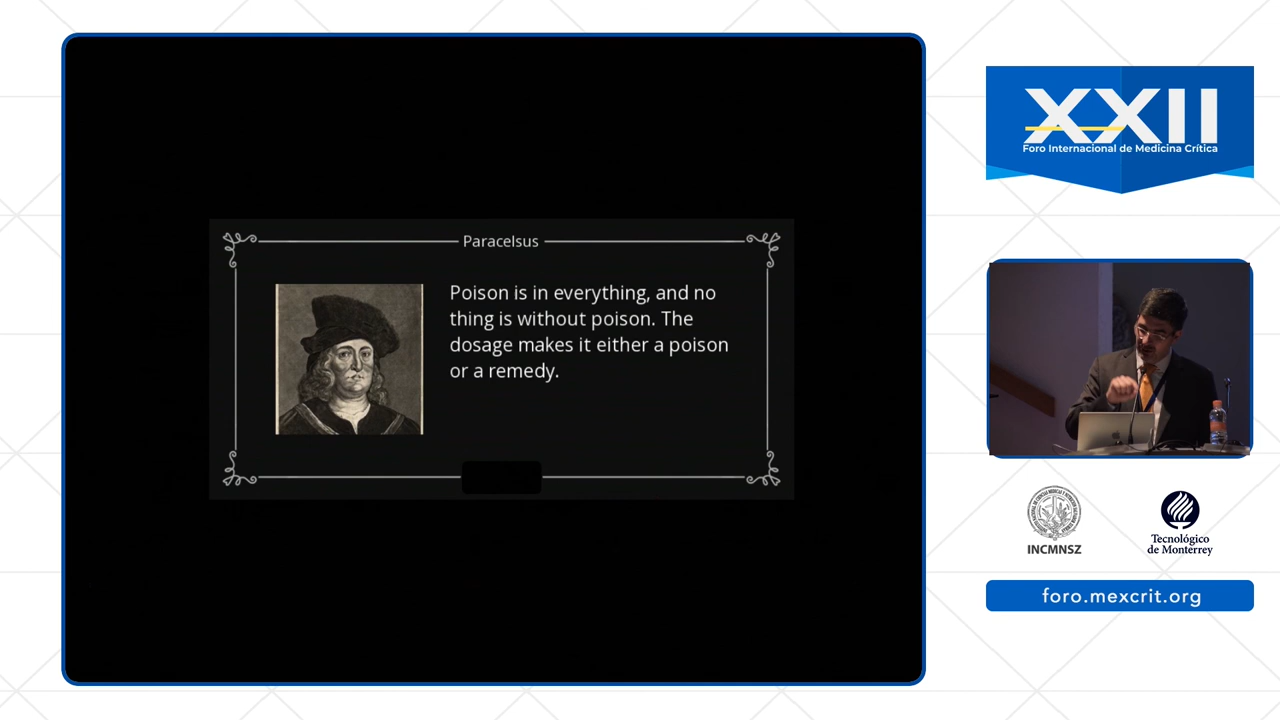 Paracelsus
Poison is in everything, and no
thing is without poison. The
dosage makes it either a poison
or a remedy.
XXII
Foro Internacional de Medicina Crítica
INCMNSZ
Tecnológico
de Monterrey
foro.mexcrit.org